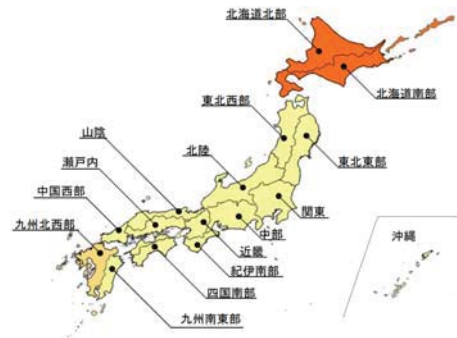 北海道北部
北海道南部
東北西部
山陰
北陸
東北東部
瀬戸内
中国西部
関東
沖縄
九州北西部
中部
近畿
紀伊南部
四国南部
九州南東部